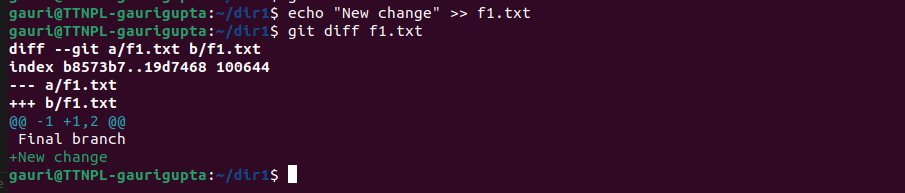 gauri@TTNPL-gaurigupta:~/dir1$ echo "New change" >> f1.txt
gauri@TTNPL-gaurigupta:~/dir1$ git diff f1.txt
diff --git a/f1.txt b/f1.txt
index b8573b7..19d7468 100644
--- a/f1.txt
+++ b/f1.txt
@@ -1 +1,2 @@
 Final branch
+New change
gauri@TTNPL-gaurigupta:~/dir1$